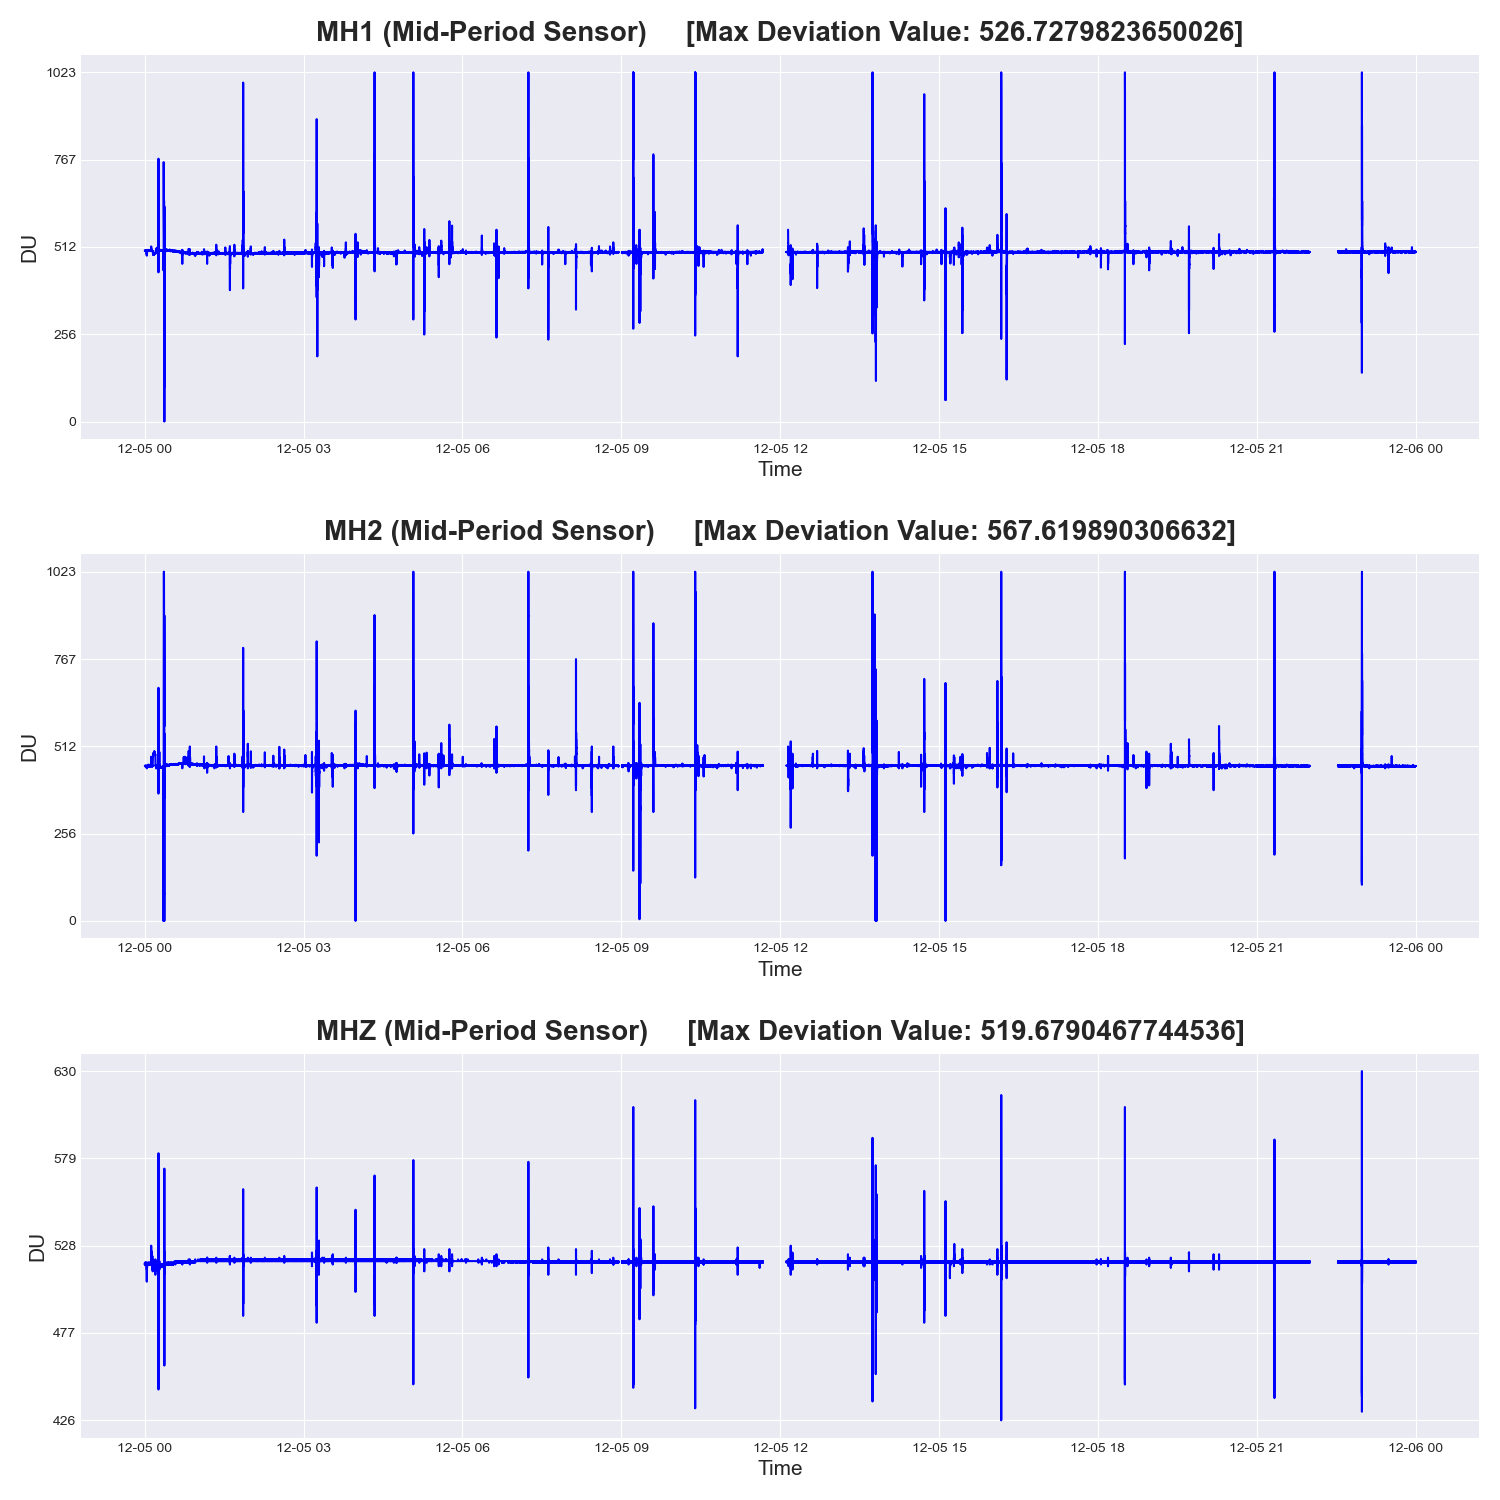 MH1 (Mid-Period Sensor)     [Max Deviation Value: 526.7279823650026]
1023
767
512
256
0
DU
12-05 00 12-05 03 12-05 06 12-05 09 12-05 12 12-05 15 12-05 18 12-05 21 12-06 00
Time
MH2 (Mid-Period Sensor)     [Max Deviation Value: 567.619890306632]
1023
767
512
256
0
DU
12-05 00 12-05 03 12-05 06 12-05 09 12-05 12 12-05 15 12-05 18 12-05 21 12-06 00
Time
MHZ (Mid-Period Sensor)     [Max Deviation Value: 519.6790467744536]
630
579
528
477
426
DU
12-05 00 12-05 03 12-05 06 12-05 09 12-05 12 12-05 15 12-05 18 12-05 21 12-06 00
Time